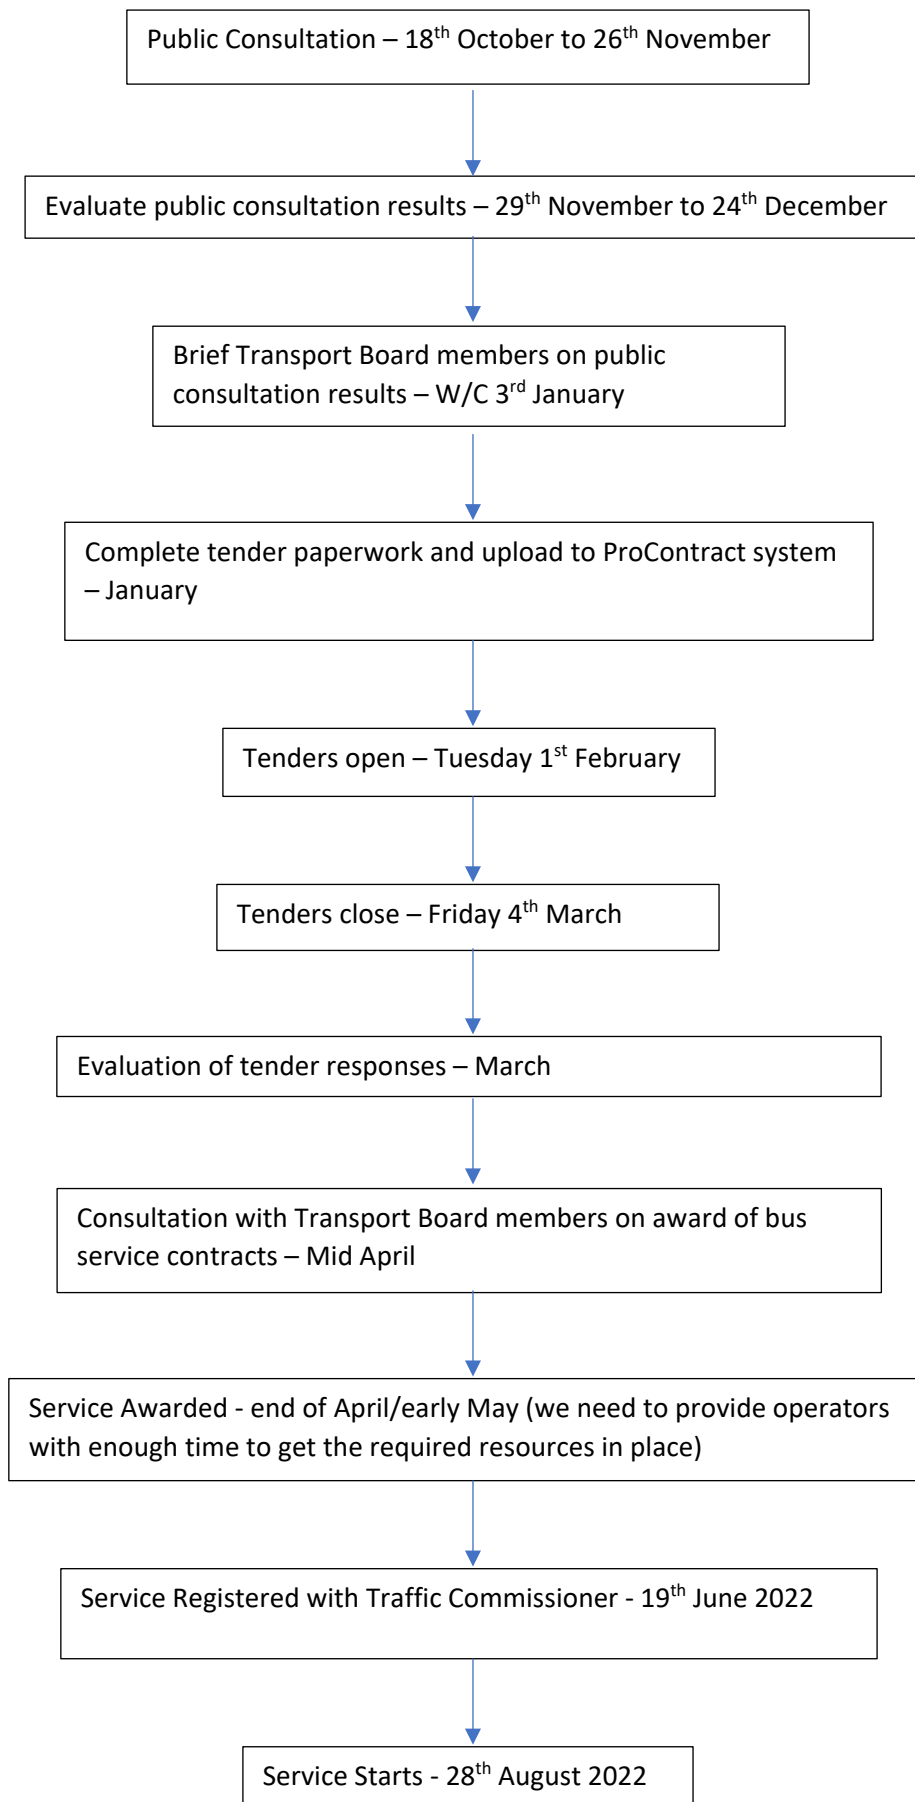 Public Consultation – 18th October to 26th November
Evaluate public consultation results – 29th November to 24th December
Brief Transport Board members on public
consultation results – W/C 3rd January
Complete tender paperwork and upload to ProContract system
– January
Tenders open – Tuesday 1st February
Tenders close – Friday 4th March
Evaluation of tender responses – March
Consultation with Transport Board members on award of bus
service contracts – Mid April
Service Awarded - end of April/early May (we need to provide operators
with enough time to get the required resources in place)
Service Registered with Traffic Commissioner - 19th June 2022
Service Starts - 28th August 2022